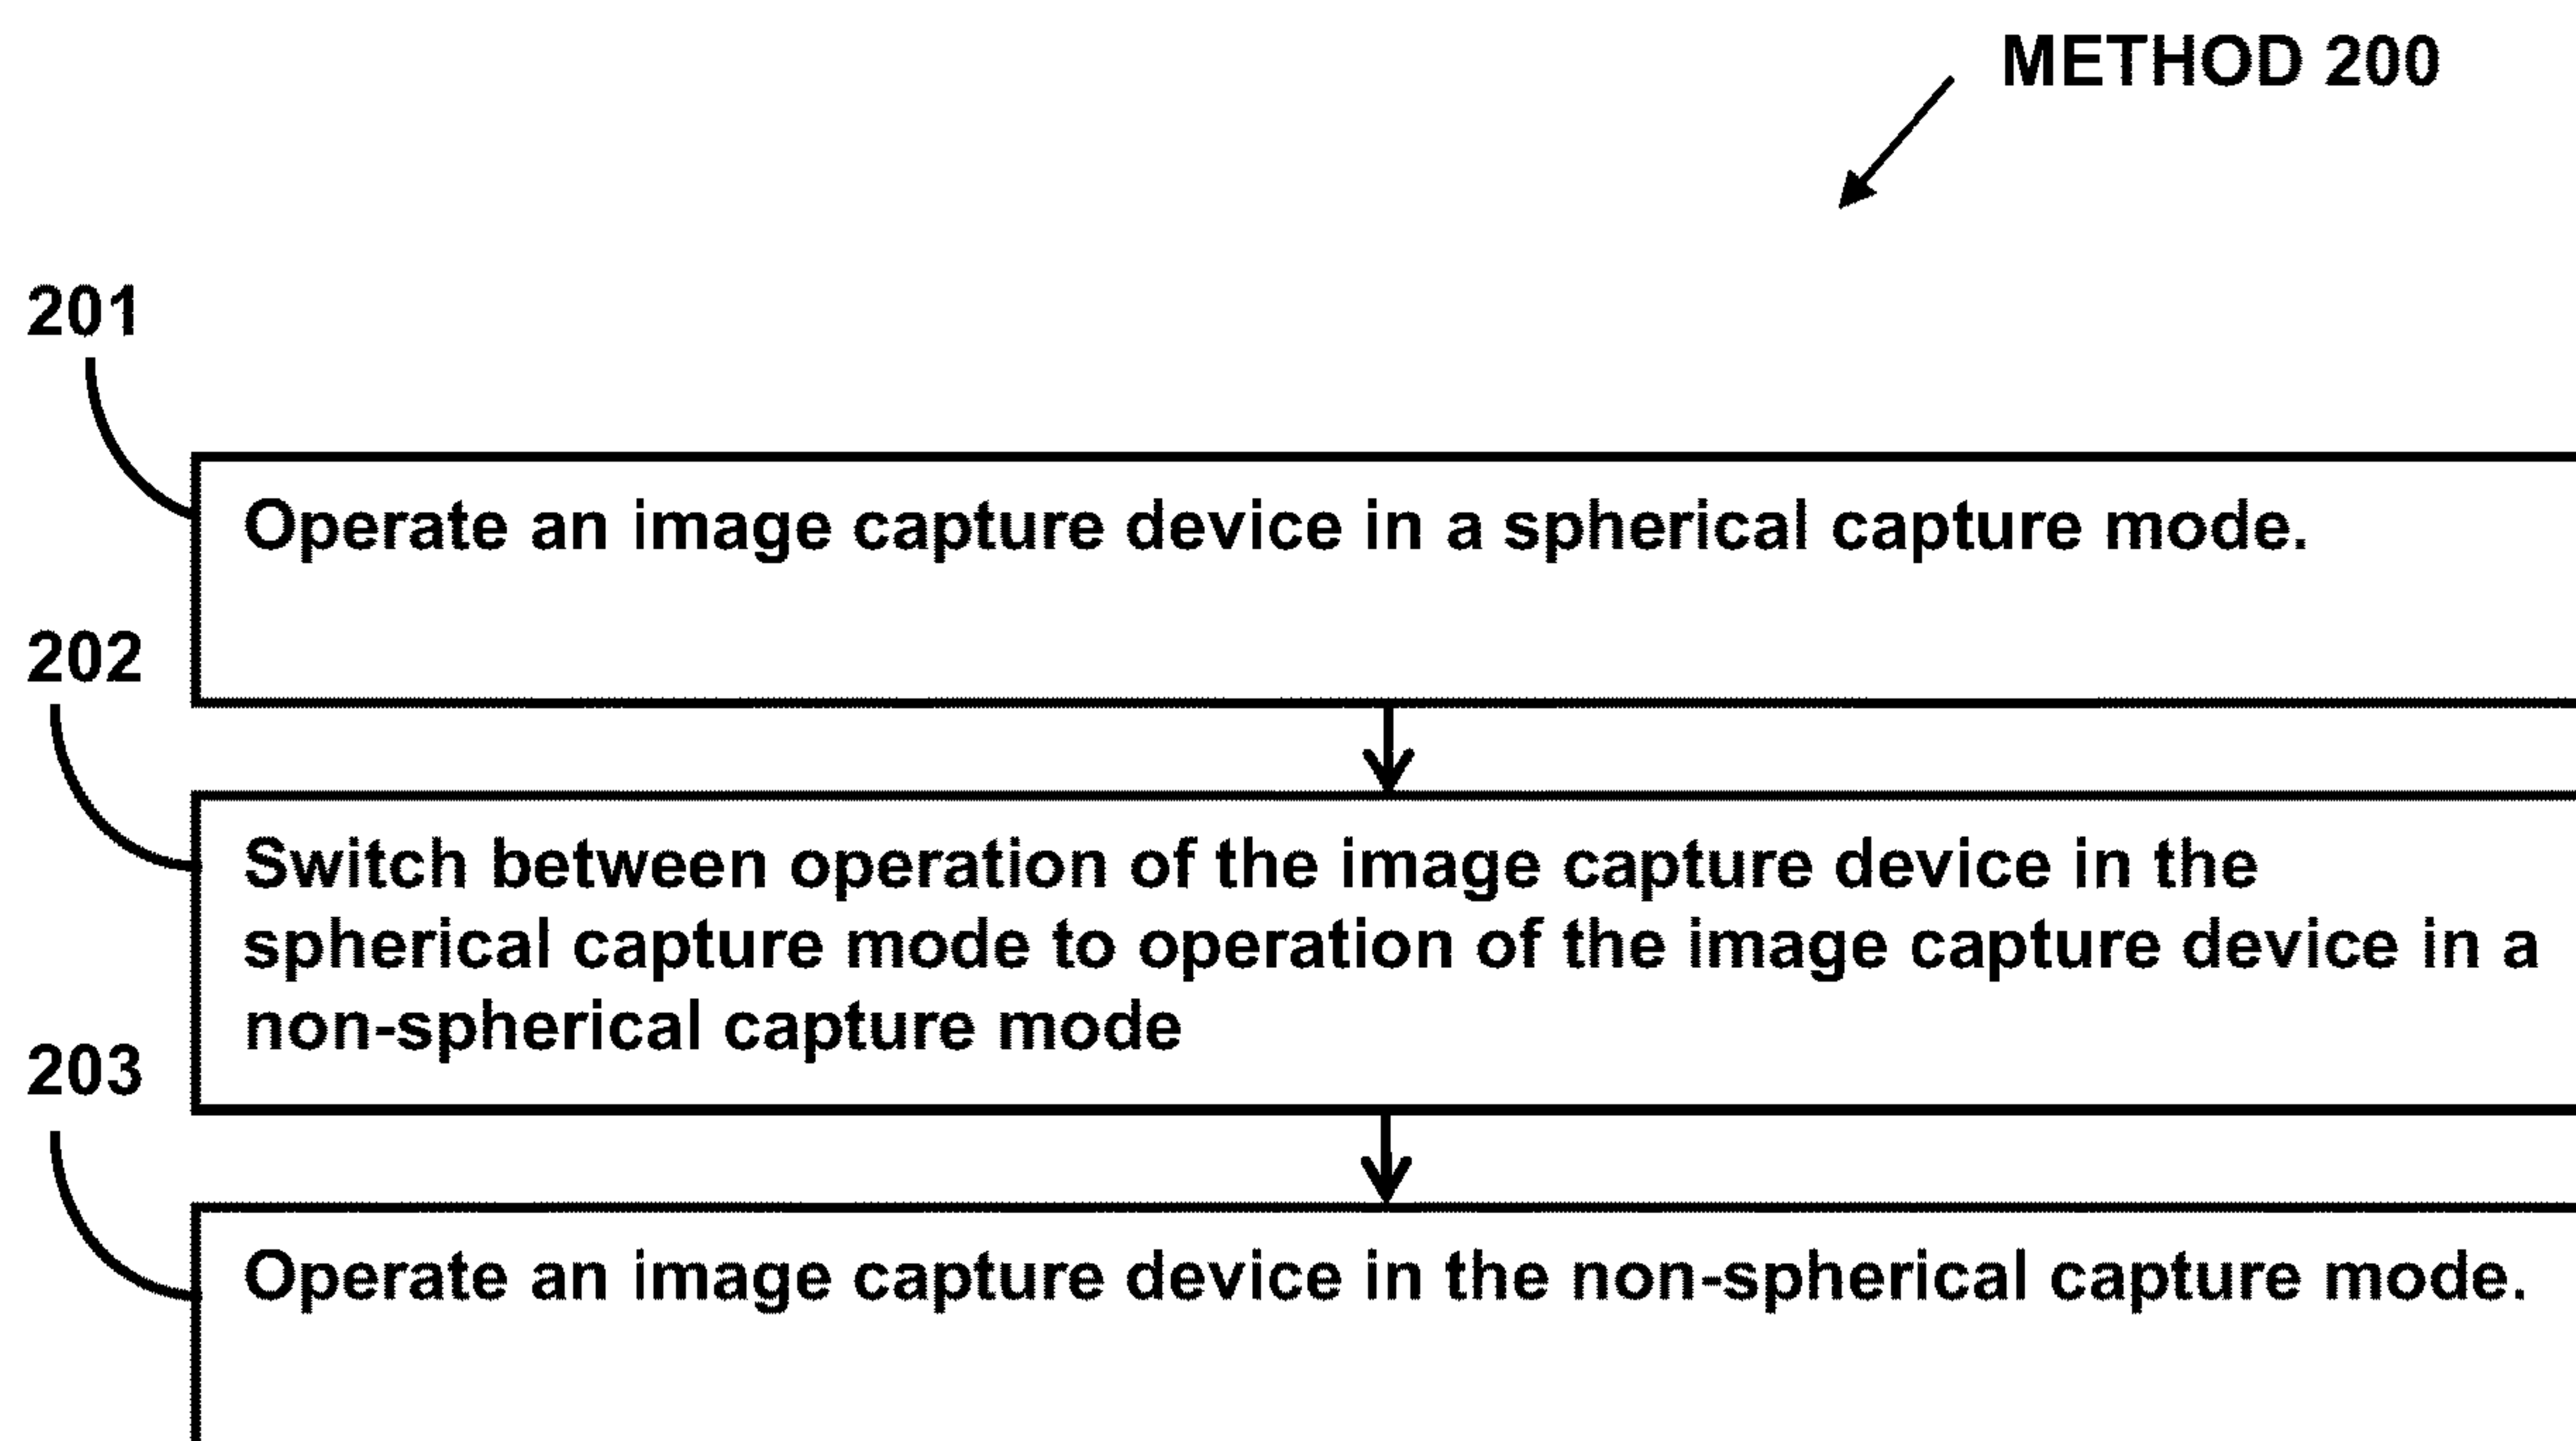 METHOD 200
201
Operate an image capture device in a spherical capture mode.
202
Switch between operation of the image capture device in the
spherical capture mode to operation of the image capture device in a
non-spherical capture mode
203
Operate an image capture device in the non-spherical capture mode.